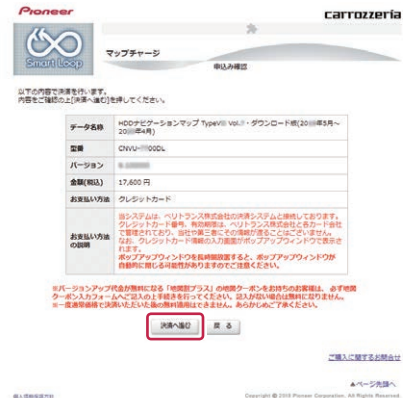 Pioneer
carrozzeria
Smart Loop
マップチャージ
申込み確認
以下の内容で決済を行います。
内容をご確認の上[決済へ進む]を押してください。
データ名称
HDDナビゲーションマップ TypeⅧ Vol.・ダウンロード版(20 年5月～
20 年4月)
型番
CNVU- 00DL
バージョン
金額(税込)
17,600 円
お支払い方法
クレジットカード
お支払い方法
の説明
当システムは、ベリトランス株式会社の決済システムと接続しております。
クレジットカード番号、有効期限は、ベリトランス株式会社と各カード会社
で管理されており、当社や第三者にその情報が渡ることはございません。
なお、クレジットカード情報の入力画面がポップアップウィンドウで表示さ
れます。
ポップアップウィンドウを長時間放置すると、ポップアップウィンドウが
自動的に閉じる可能性がありますのでご注意ください。
※バージョンアップ代金が無料になる「地図割プラス」の地図クーポンをお持ちのお客様は、必ず地図
クーポン入力フォームへご記入の上手続きを行ってください。記入がない場合は無料になりません。
※一度通常価格で決済いただいた後の無料適用はできません。あらかじめご了承ください。
決済へ進む
戻 る
ご購入に関するお問合せ
▲ページ先頭へ
個人情報保護方針
Pioneer Corporation. All Rights Reserved.